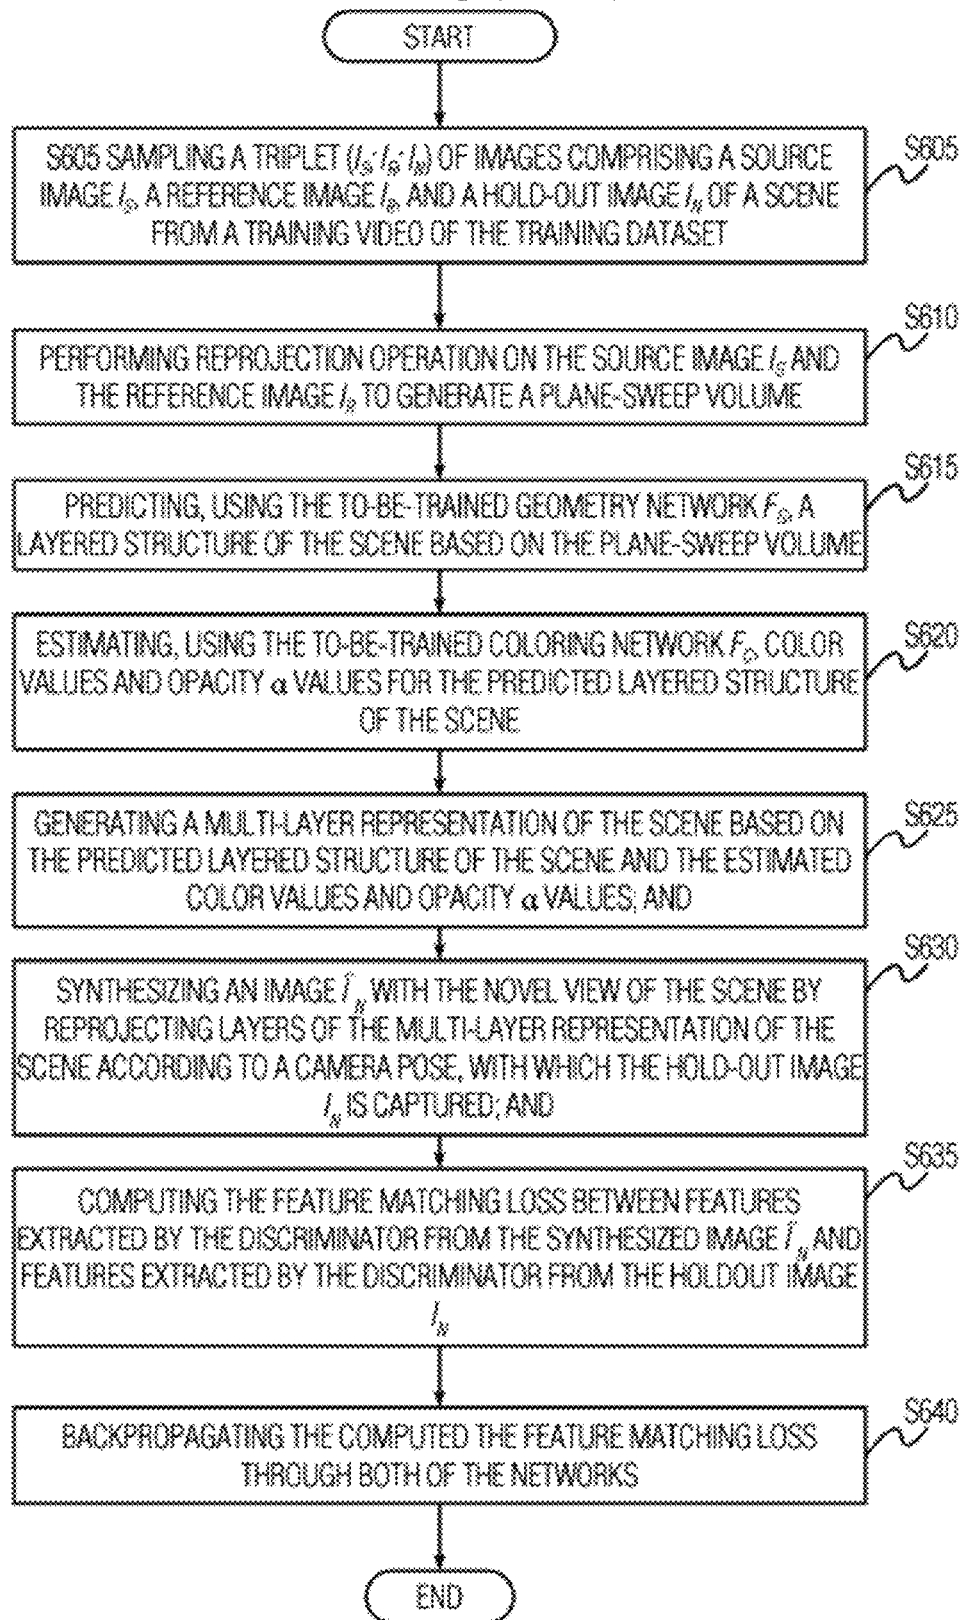 START
S605
S605 SAMPLING A TRIPLET (I_S, I_R, I_N) OF IMAGES COMPRISING A SOURCE
IMAGE I_S, A REFERENCE IMAGE I_R, AND A HOLD-OUT IMAGE I_N OF A SCENE
FROM A TRAINING VIDEO OF THE TRAINING DATASET
S610
PERFORMING REPROJECTION OPERATION ON THE SOURCE IMAGE I_S AND
THE REFERENCE IMAGE I_R TO GENERATE A PLANE-SWEEP VOLUME
S615
PREDICTING, USING THE TO-BE-TRAINED GEOMETRY NETWORK F_G, A
LAYERED STRUCTURE OF THE SCENE BASED ON THE PLANE-SWEEP VOLUME
S620
ESTIMATING, USING THE TO-BE-TRAINED COLORING NETWORK F_C, COLOR
VALUES AND OPACITY α VALUES FOR THE PREDICTED LAYERED STRUCTURE
OF THE SCENE
S625
GENERATING A MULTI-LAYER REPRESENTATION OF THE SCENE BASED ON
THE PREDICTED LAYERED STRUCTURE OF THE SCENE AND THE ESTIMATED
COLOR VALUES AND OPACITY α VALUES; AND
S630
SYNTHESIZING AN IMAGE Î_N WITH THE NOVEL VIEW OF THE SCENE BY
REPROJECTING LAYERS OF THE MULTI-LAYER REPRESENTATION OF THE
SCENE ACCORDING TO A CAMERA POSE, WITH WHICH THE HOLD-OUT IMAGE
I_N IS CAPTURED; AND
S635
COMPUTING THE FEATURE MATCHING LOSS BETWEEN FEATURES
EXTRACTED BY THE DISCRIMINATOR FROM THE SYNTHESIZED IMAGE Î_N AND
FEATURES EXTRACTED BY THE DISCRIMINATOR FROM THE HOLDOUT IMAGE
I_N
S640
BACKPROPAGATING THE COMPUTED THE FEATURE MATCHING LOSS
THROUGH BOTH OF THE NETWORKS
END